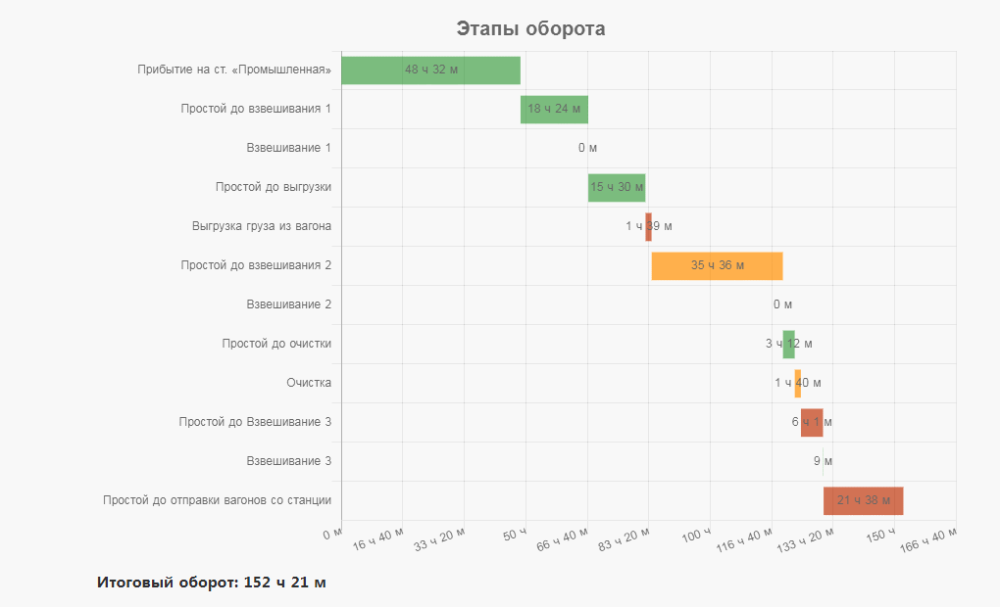 Этапы оборота
Прибытие на ст. «Промышленная» 48 ч 32 м
Простой до взвешивания 1 18 ч 24 м
Взвешивание 1 0 м
Простой до выгрузки 15 ч 30 м
Выгрузка груза из вагона 1 ч 39 м
Простой до взвешивания 2 35 ч 36 м
Взвешивание 2 0 м
Простой до очистки 3 ч 12 м
Очистка 1 ч 40 м
Простой до Взвешивание 3 6 ч 1 м
Взвешивание 3 9 м
Простой до отправки вагонов со станции 21 ч 38 м
0 м 16 ч 40 м 33 ч 20 м 50 ч 66 ч 40 м 83 ч 20 м 100 ч 116 ч 40 м 133 ч 20 м 150 ч 166 ч 40 м
Итоговый оборот: 152 ч 21 м